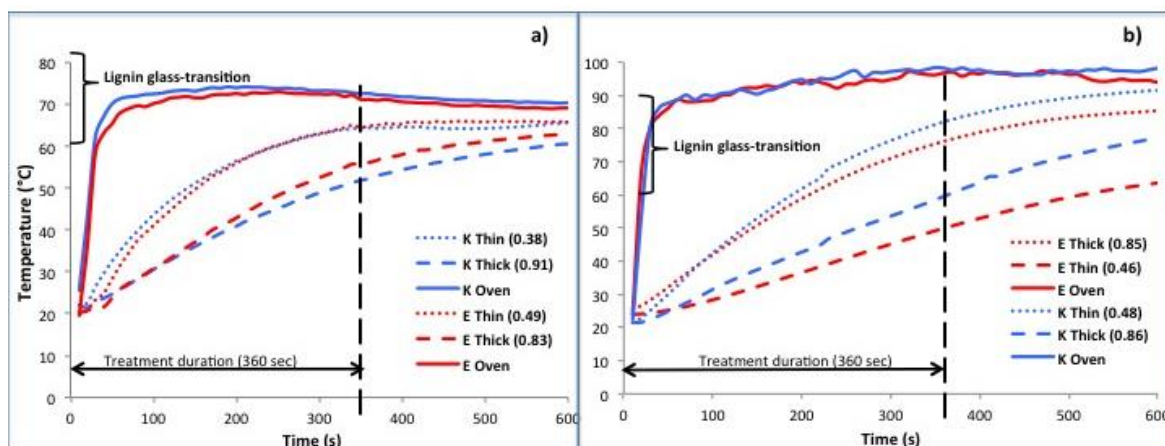 a)
80
Lignin glass-transition
70
60
50
40
30
20
10
0
Temperature (°C)
K Thin (0.38)
K Thick (0.91)
K Oven
E Thin (0.49)
E Thick (0.83)
E Oven
Treatment duration (360 sec)
0 100 200 300 400 500 600
Time (s)
b)
100
90
80
70
60
50
40
30
20
10
0
Lignin glass-transition
E Thick (0.85)
E Thin (0.46)
E Oven
K Thin (0.48)
K Thick (0.86)
K Oven
Treatment duration (360 sec)
0 100 200 300 400 500 600
Time (s)